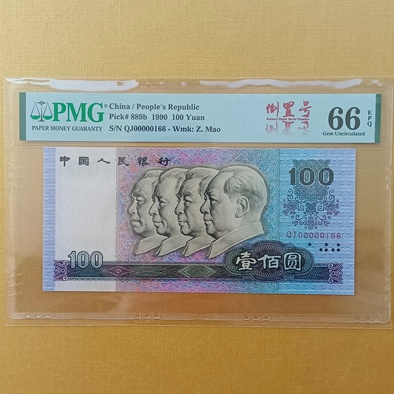 PMG
PAPER MONEY GUARANTY
China / People's Republic
Pick# 889b 1990 100 Yuan
S/N QJ00000166 - Wmk: Z. Mao
倒置号
66 EPQ
Gem Uncirculated
中国人民银行
100
QJ00000166
100
壹佰圆